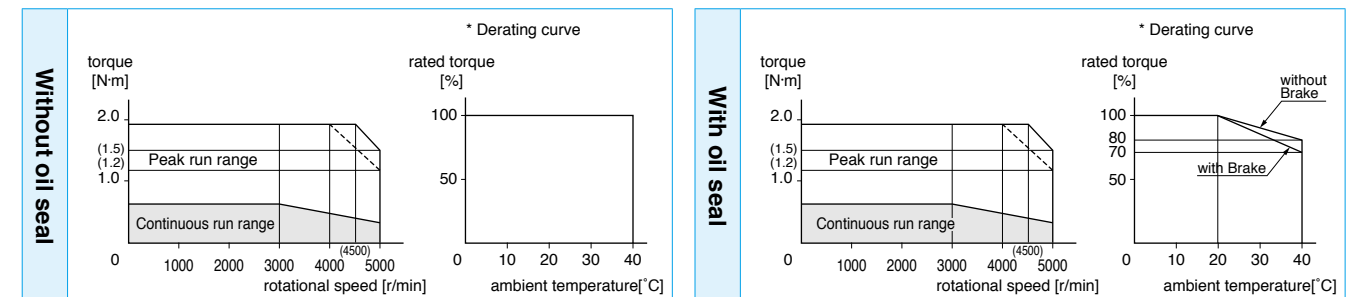 Without oil seal
* Derating curve
torque
[N·m]
2.0
(1.5)
(1.2)
1.0
Peak run range
Continuous run range
(4500)
0
1000 2000 3000 4000 5000
rotational speed [r/min]
rated torque
[%]
100
50
0
10 20 30 40
ambient temperature[˚C]
With oil seal
* Derating curve
torque
[N·m]
2.0
(1.5)
(1.2)
1.0
Peak run range
Continuous run range
(4500)
0
1000 2000 3000 4000 5000
rotational speed [r/min]
rated torque
[%]
without
Brake
100
80
70
with Brake
50
0
10 20 30 40
ambient temperature[˚C]